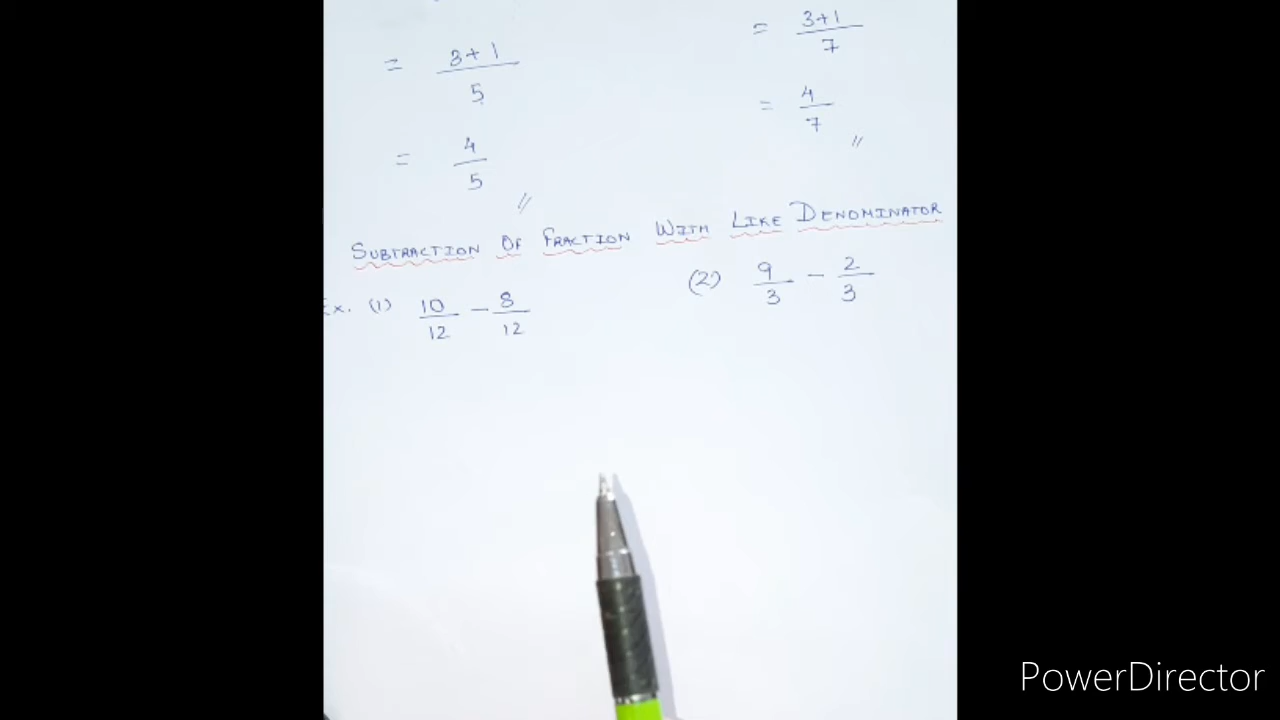 = 3+1/5
= 4/5 //
= 3+1/7
= 4/7 //
SUBTRACTION OF FRACTION WITH LIKE DENOMINATOR
Ex. (1) 10/12 - 8/12
(2) 9/3 - 2/3
PowerDirector